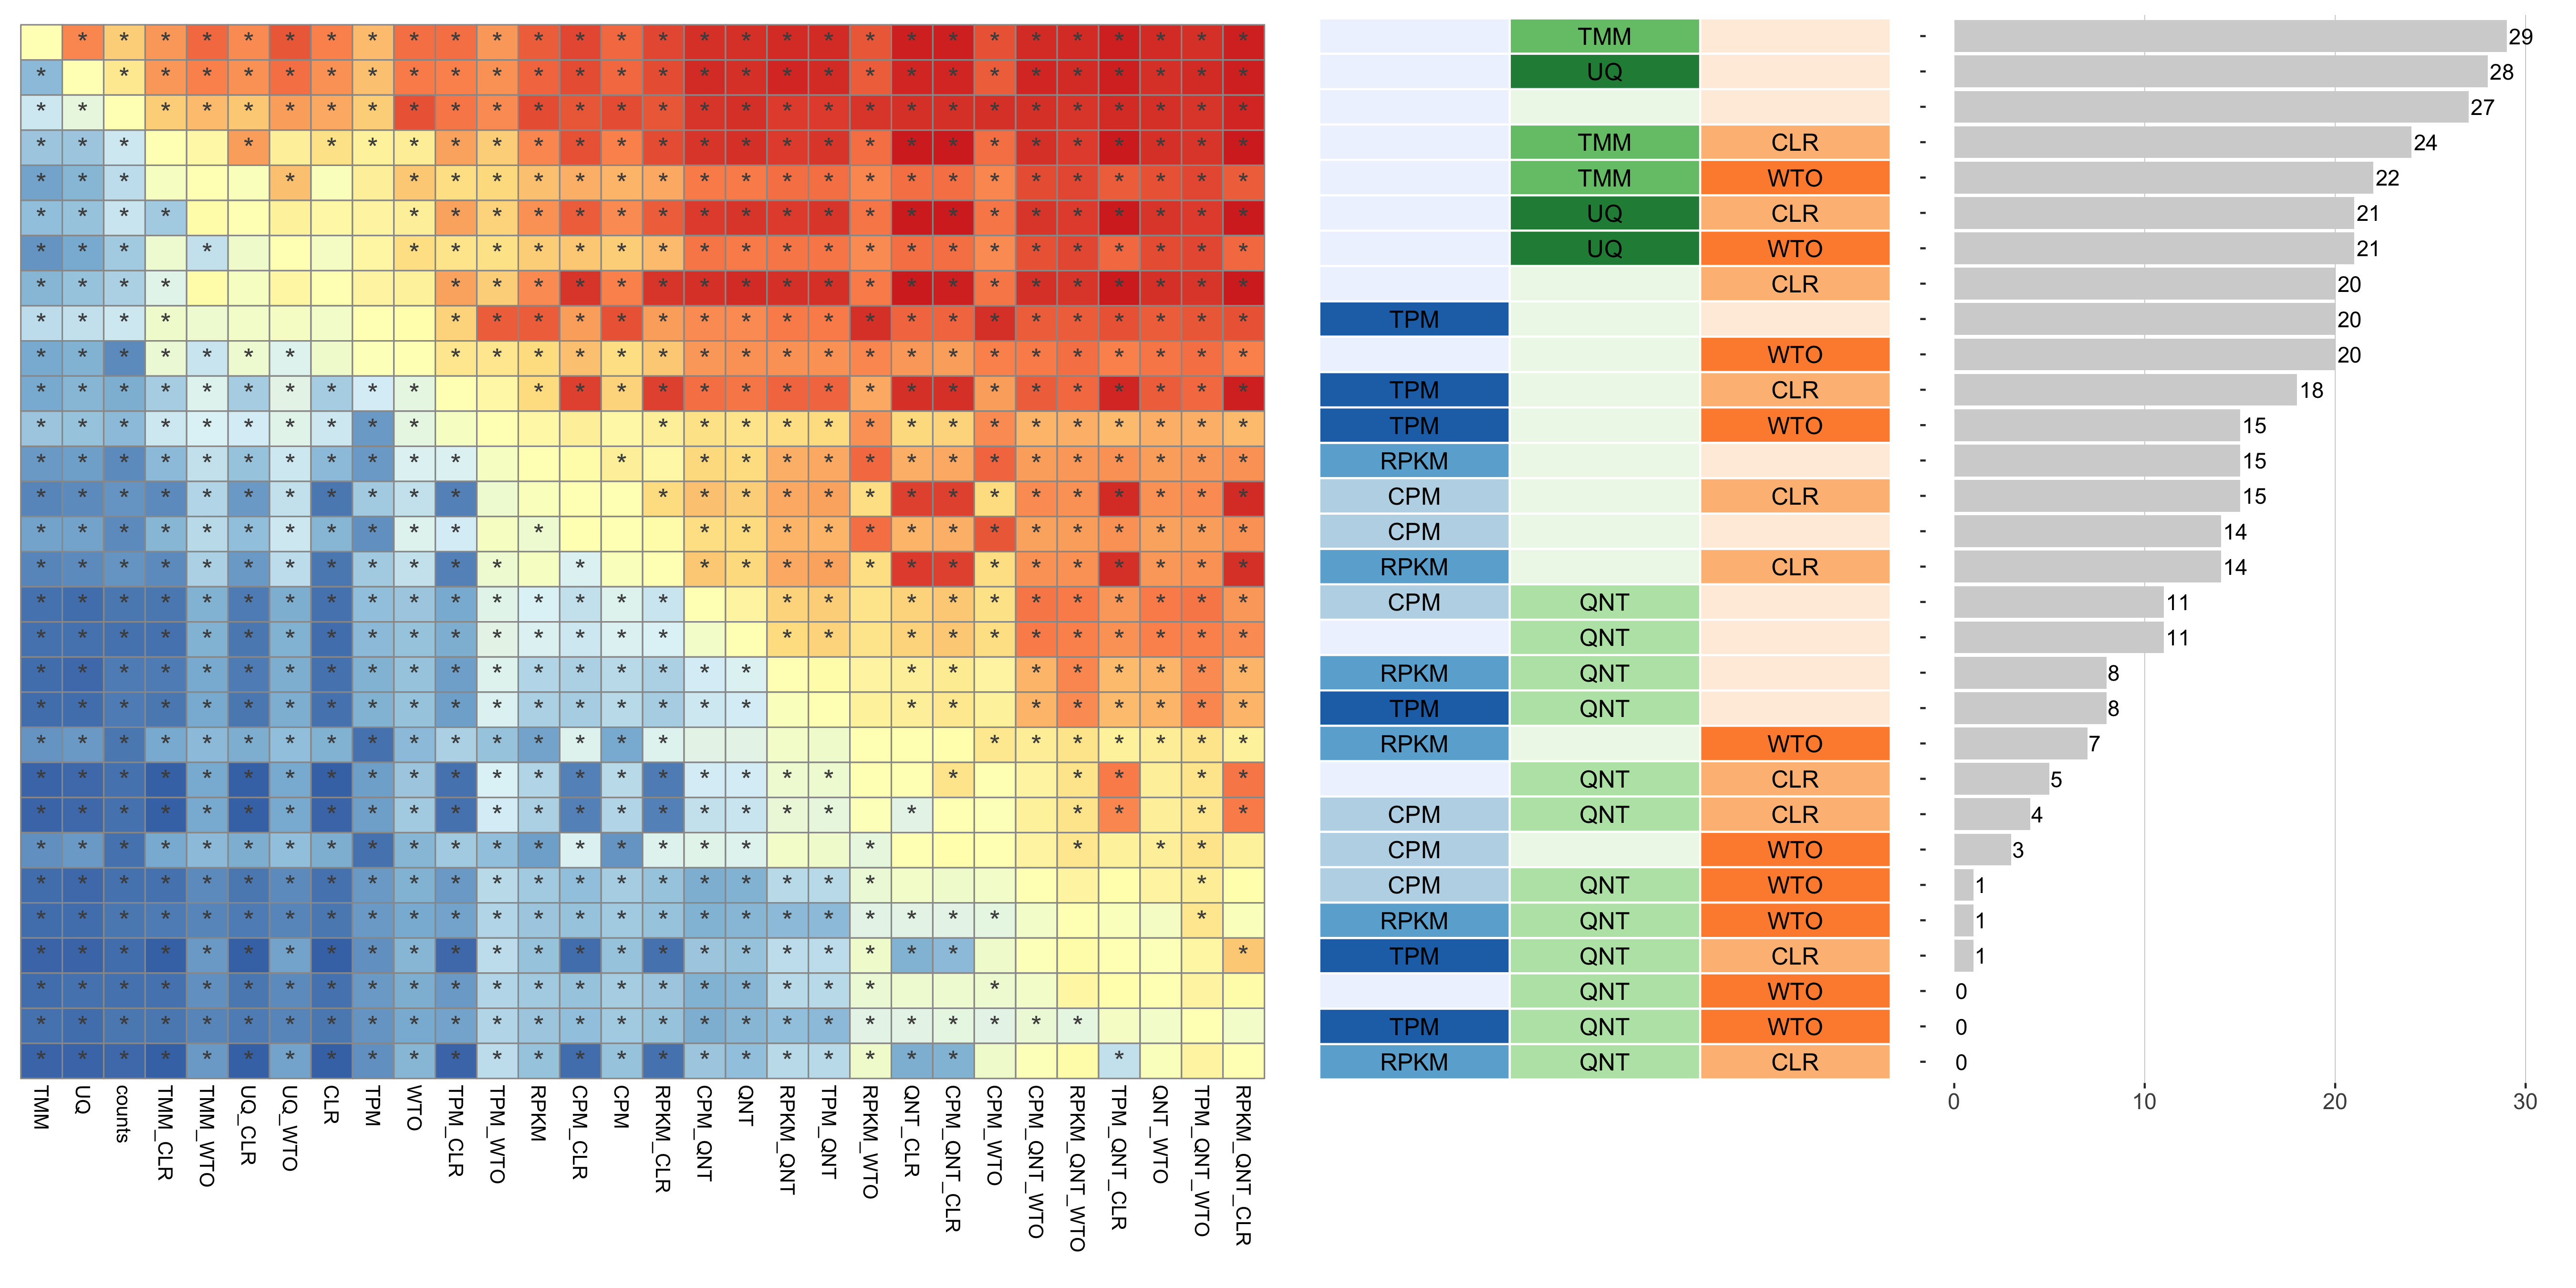 TMM - 29
UQ - 28
- 27
TMM CLR - 24
TMM WTO - 22
UQ CLR - 21
UQ WTO - 21
CLR - 20
TPM - 20
WTO - 20
TPM CLR - 18
TPM WTO - 15
RPKM - 15
CPM CLR - 15
CPM - 14
RPKM CLR - 14
CPM QNT - 11
QNT - 11
RPKM QNT - 8
TPM QNT - 8
RPKM WTO - 7
QNT CLR - 5
CPM QNT CLR - 4
CPM WTO - 3
CPM QNT WTO - 1
RPKM QNT WTO - 1
TPM QNT CLR - 1
QNT WTO - 0
TPM QNT WTO - 0
RPKM QNT CLR - 0
TMM
UQ
counts
TMM_CLR
TMM_WTO
UQ_CLR
UQ_WTO
CLR
TPM
WTO
TPM_CLR
TPM_WTO
RPKM
CPM_CLR
CPM
RPKM_CLR
CPM_QNT
QNT
RPKM_QNT
TPM_QNT
RPKM_WTO
QNT_CLR
CPM_QNT_CLR
CPM_WTO
CPM_QNT_WTO
RPKM_QNT_WTO
TPM_QNT_CLR
QNT_WTO
TPM_QNT_WTO
RPKM_QNT_CLR
0 10 20 30